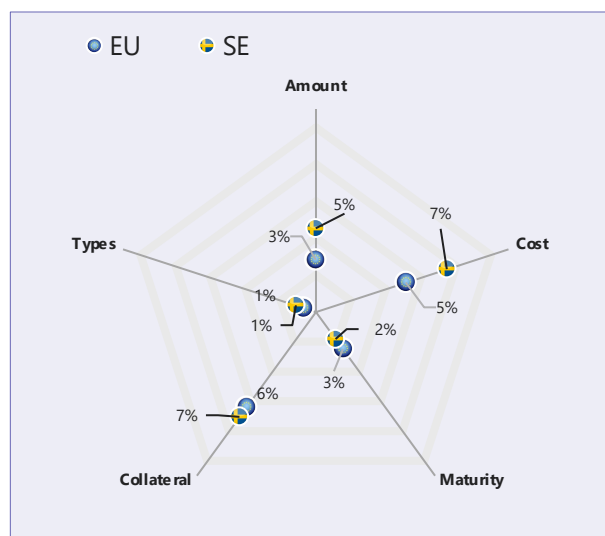 EU SE
Amount
5%
7%
3%
Cost
Types
1%
5%
1%
2%
3%
6%
7%
Collateral
Maturity